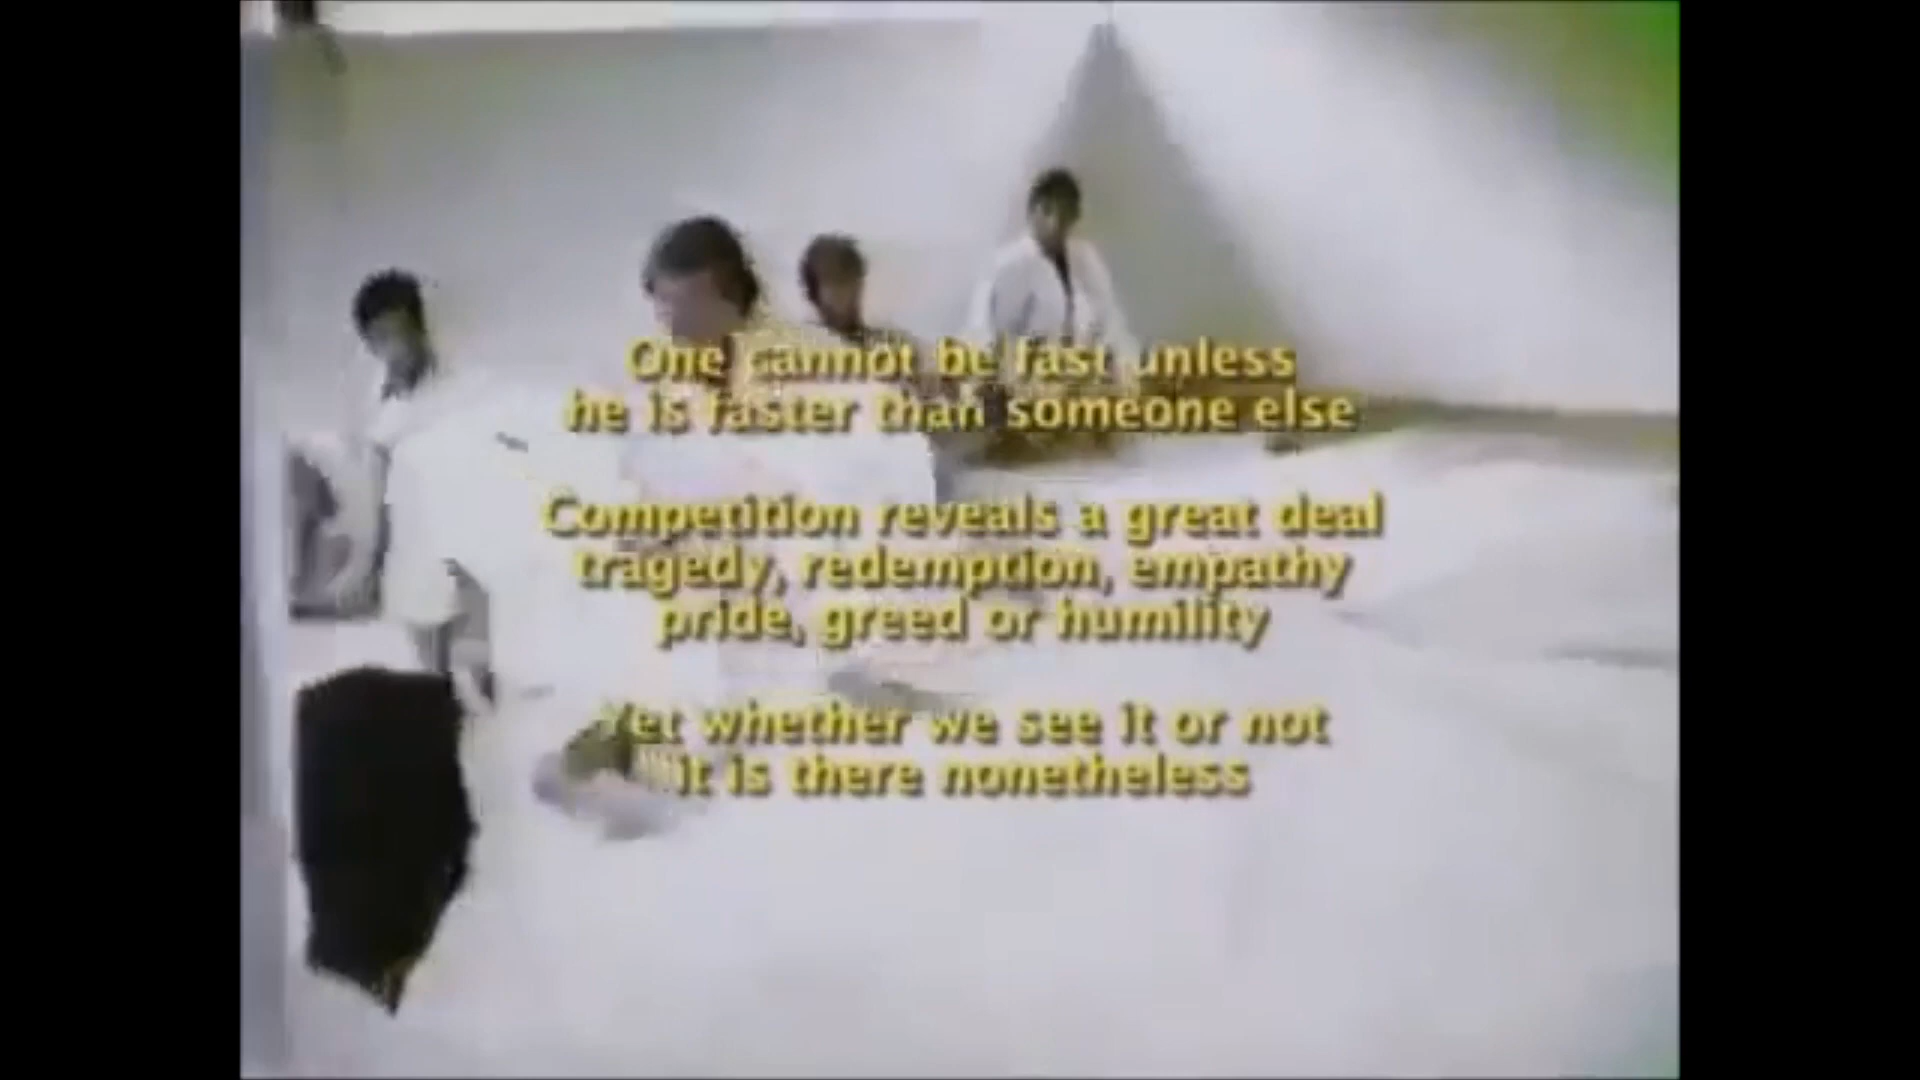 One cannot be fast unless
he is faster than someone else
Competition reveals a great deal
tragedy, redemption, empathy
pride, greed or humility
Yet whether we see it or not
it is there nonetheless